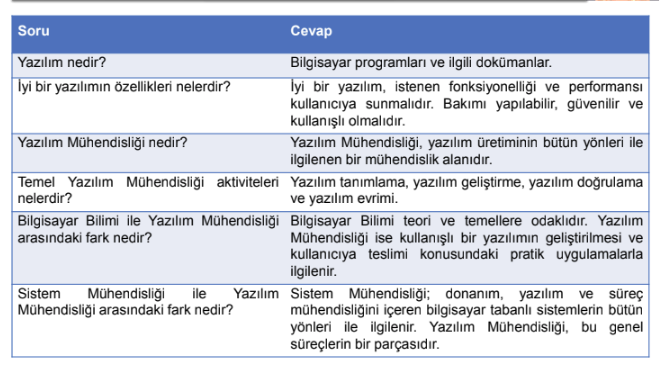 Soru Cevap
Yazılım nedir? Bilgisayar programları ve ilgili dokümanlar.
İyi bir yazılımın özellikleri nelerdir? İyi bir yazılım, istenen fonksiyonelliği ve performansı
kullanıcıya sunmalıdır. Bakımı yapılabilir, güvenilir ve
kullanışlı olmalıdır.
Yazılım Mühendisliği nedir? Yazılım Mühendisliği, yazılım üretiminin bütün yönleri ile
ilgilenen bir mühendislik alanıdır.
Temel Yazılım Mühendisliği aktiviteleri
nelerdir?
Yazılım tanımlama, yazılım geliştirme, yazılım doğrulama
ve yazılım evrimi.
Bilgisayar Bilimi ile Yazılım Mühendisliği
arasındaki fark nedir?
Bilgisayar Bilimi teori ve temellere odaklıdır. Yazılım
Mühendisliği ise kullanışlı bir yazılımın geliştirilmesi ve
kullanıcıya teslimi konusundaki pratik uygulamalarla
ilgilenir.
Sistem Mühendisliği ile Yazılım
Mühendisliği arasındaki fark nedir?
Sistem Mühendisliği; donanım, yazılım ve süreç
mühendisliğini içeren bilgisayar tabanlı sistemlerin bütün
yönleri ile ilgilenir. Yazılım Mühendisliği, bu genel
süreçlerin bir parçasıdır.